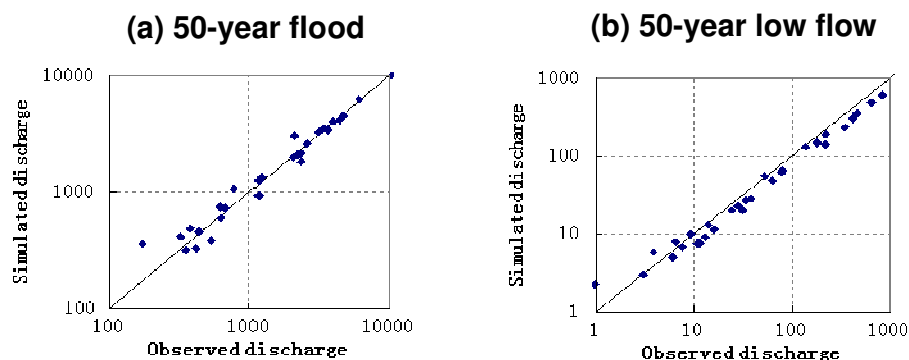 (a) 50-year flood
10000
1000
100
100 1000 10000
Simulated discharge
Observed discharge
(b) 50-year low flow
1000
100
10
1
1 10 100 1000
Simulated discharge
Observed discharge